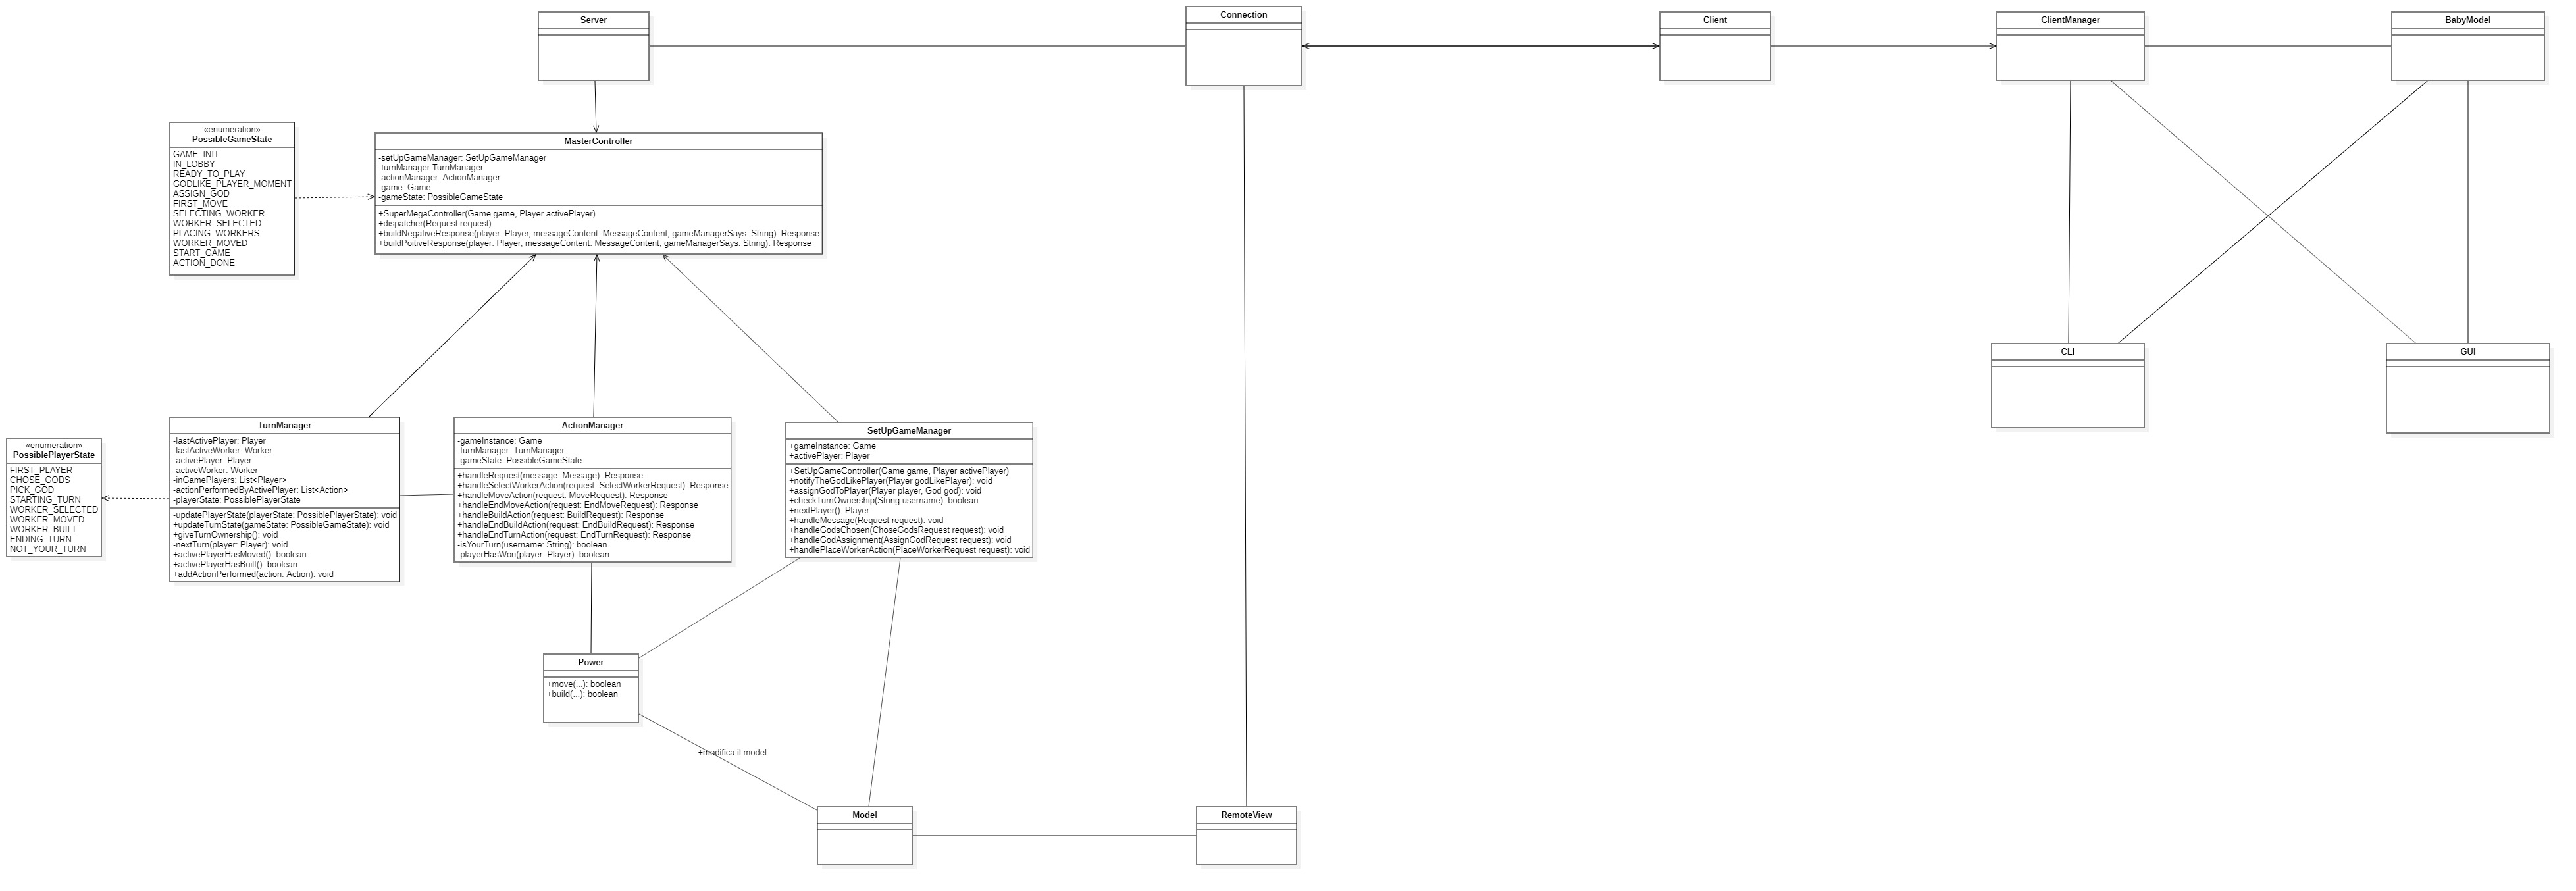 Server
Connection
Client
ClientManager
BabyModel
«enumeration»
PossibleGameState
GAME_INIT
IN_LOBBY
READY_TO_PLAY
GODLIKE_PLAYER_MOMENT
ASSIGN_GOD
FIRST_MOVE
SELECTING_WORKER
WORKER_SELECTED
PLACING_WORKERS
WORKER_MOVED
START_GAME
ACTION_DONE
MasterController
-setUpGameManager: SetUpGameManager
-turnManager TurnManager
-actionManager: ActionManager
-game: Game
-gameState: PossibleGameState
+SuperMegaController(Game game, Player activePlayer)
+dispatcher(Request request)
+buildNegativeResponse(player: Player, messageContent: MessageContent, gameManagerSays: String): Response
+buildPoitiveResponse(player: Player, messageContent: MessageContent, gameManagerSays: String): Response
CLI
GUI
«enumeration»
PossiblePlayerState
FIRST_PLAYER
CHOSE_GODS
PICK_GOD
STARTING_TURN
WORKER_SELECTED
WORKER_MOVED
WORKER_BUILT
ENDING_TURN
NOT_YOUR_TURN
TurnManager
-lastActivePlayer: Player
-lastActiveWorker: Worker
-activePlayer: Player
-activeWorker: Worker
-inGamePlayers: List<Player>
-actionPerformedByActivePlayer: List<Action>
-playerState: PossiblePlayerState
-updatePlayerState(playerState: PossiblePlayerState): void
+updateTurnState(gameState: PossibleGameState): void
+giveTurnOwnership(): void
-nextTurn(player: Player): void
+activePlayerHasMoved(): boolean
+activePlayerHasBuilt(): boolean
+addActionPerformed(action: Action): void
ActionManager
-gameInstance: Game
-turnManager: TurnManager
-gameState: PossibleGameState
+handleRequest(message: Message): Response
+handleSelectWorkerAction(request: SelectWorkerRequest): Response
+handleMoveAction(request: MoveRequest): Response
+handleEndMoveAction(request: EndMoveRequest): Response
+handleBuildAction(request: BuildRequest): Response
+handleEndBuildAction(request: EndBuildRequest): Response
+handleEndTurnAction(request: EndTurnRequest): Response
-isYourTurn(username: String): boolean
-playerHasWon(player: Player): boolean
SetUpGameManager
+gameInstance: Game
+activePlayer: Player
+SetUpGameController(Game game, Player activePlayer)
+notifyTheGodLikePlayer(Player godLikePlayer): void
+assignGodToPlayer(Player player, God god): void
+checkTurnOwnership(String username): boolean
+nextPlayer(): Player
+handleMessage(Request request): void
+handleGodsChosen(ChoseGodsRequest request): void
+handleGodAssignment(AssignGodRequest request): void
+handlePlaceWorkerAction(PlaceWorkerRequest request): void
Power
+move(...): boolean
+build(...): boolean
+modifica il model
Model
RemoteView